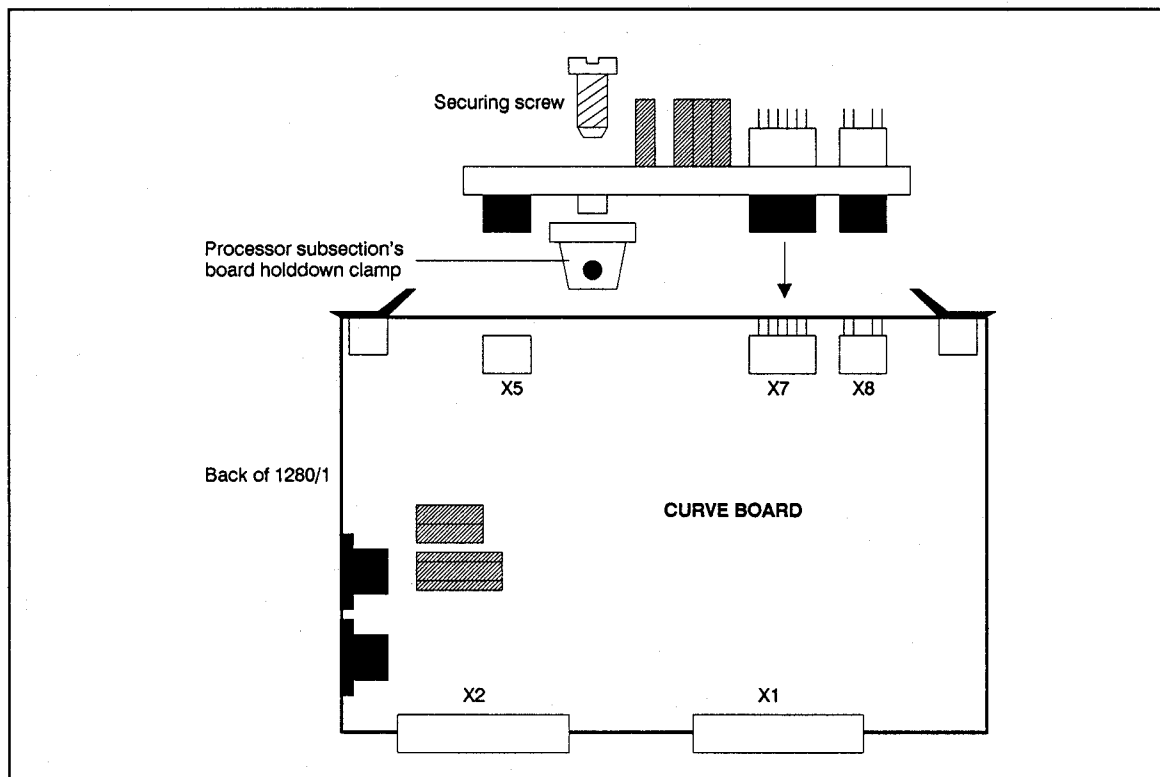 Securing screw
Processor subsection's
board holddown clamp
X5
X7
X8
Back of 1280/1
CURVE BOARD
X2
X1